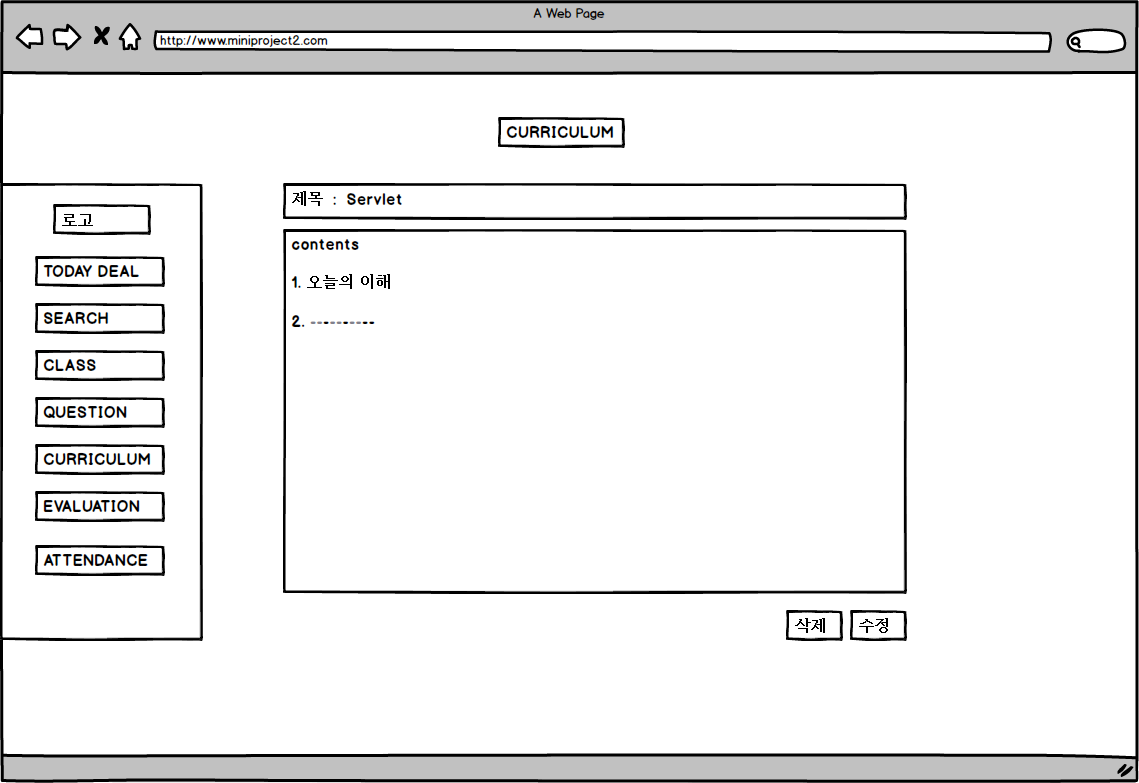 A Web Page
http://www.miniproject2.com
CURRICULUM
로고
TODAY DEAL
SEARCH
CLASS
QUESTION
CURRICULUM
EVALUATION
ATTENDANCE
제목 : Servlet
contents
1. 오늘의 이해
2. ----------
삭제
수정